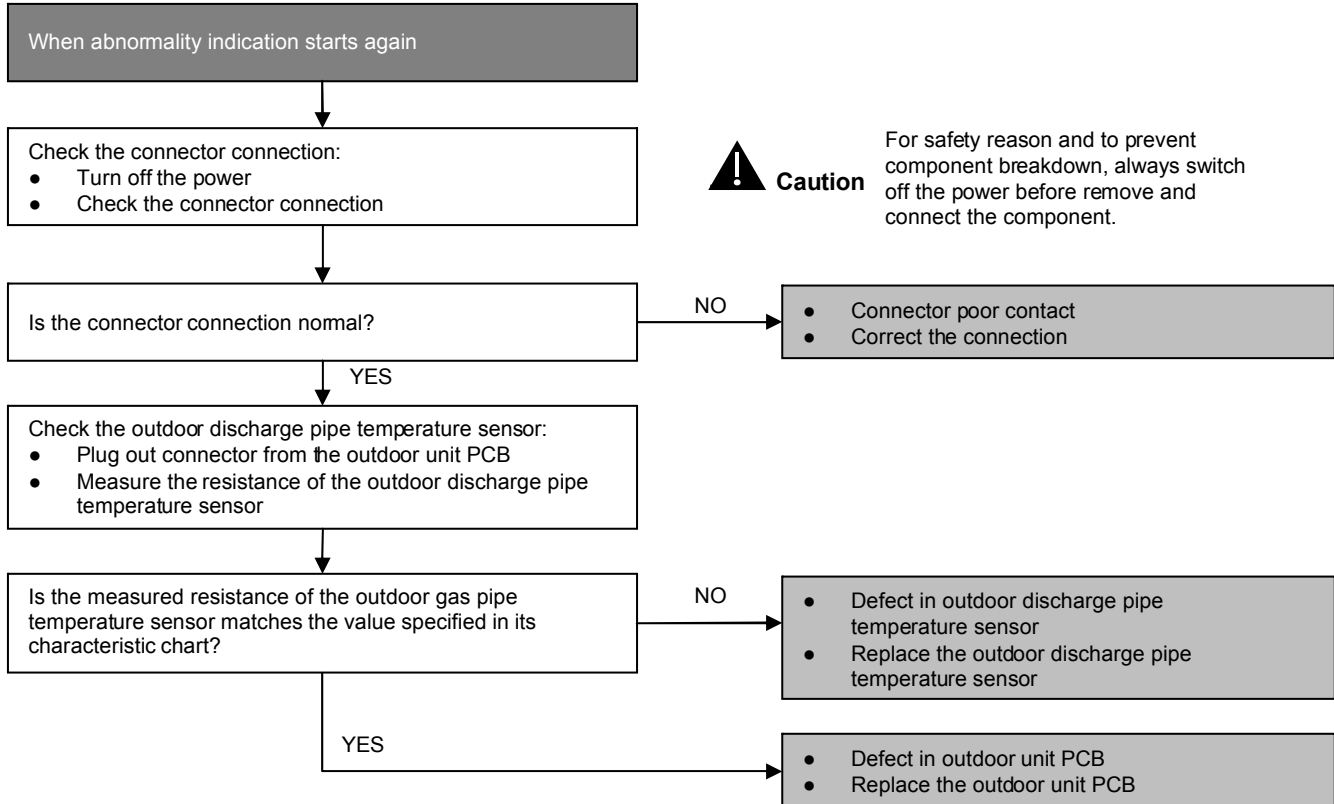 When abnormality indication starts again
Check the connector connection:
● Turn off the power
● Check the connector connection
Caution
For safety reason and to prevent
component breakdown, always switch
off the power before remove and
connect the component.
Is the connector connection normal?
NO
● Connector poor contact
● Correct the connection
YES
Check the outdoor discharge pipe temperature sensor:
● Plug out connector from the outdoor unit PCB
● Measure the resistance of the outdoor discharge pipe
temperature sensor
Is the measured resistance of the outdoor gas pipe
temperature sensor matches the value specified in its
characteristic chart?
NO
● Defect in outdoor discharge pipe
temperature sensor
● Replace the outdoor discharge pipe
temperature sensor
YES
● Defect in outdoor unit PCB
● Replace the outdoor unit PCB